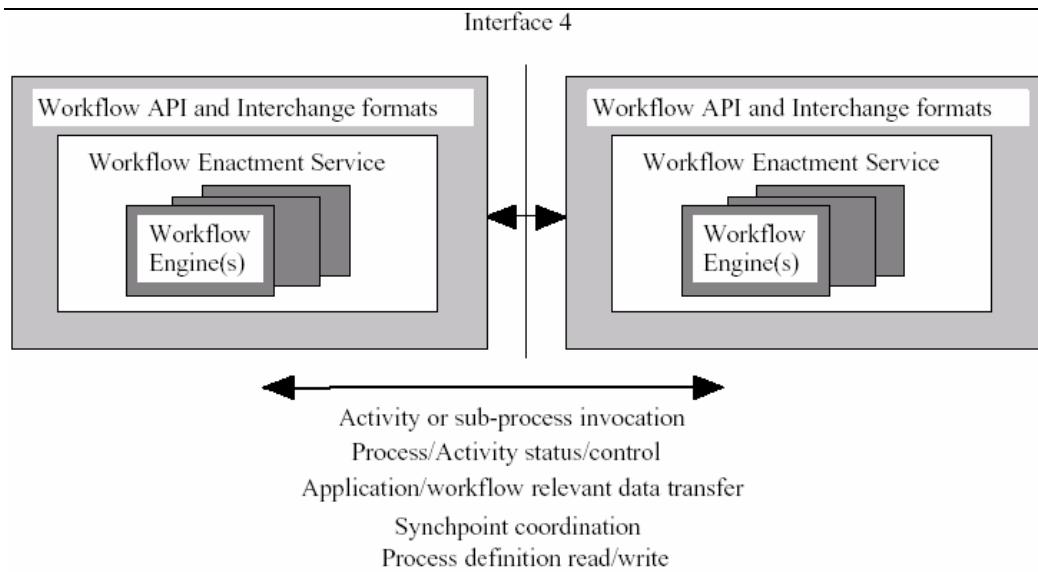 Interface 4
Workflow API and Interchange formats
Workflow Enactment Service
Workflow
Engine(s)
Workflow API and Interchange formats
Workflow Enactment Service
Workflow
Engine(s)
Activity or sub-process invocation
Process/Activity status/control
Application/workflow relevant data transfer
Synchpoint coordination
Process definition read/write